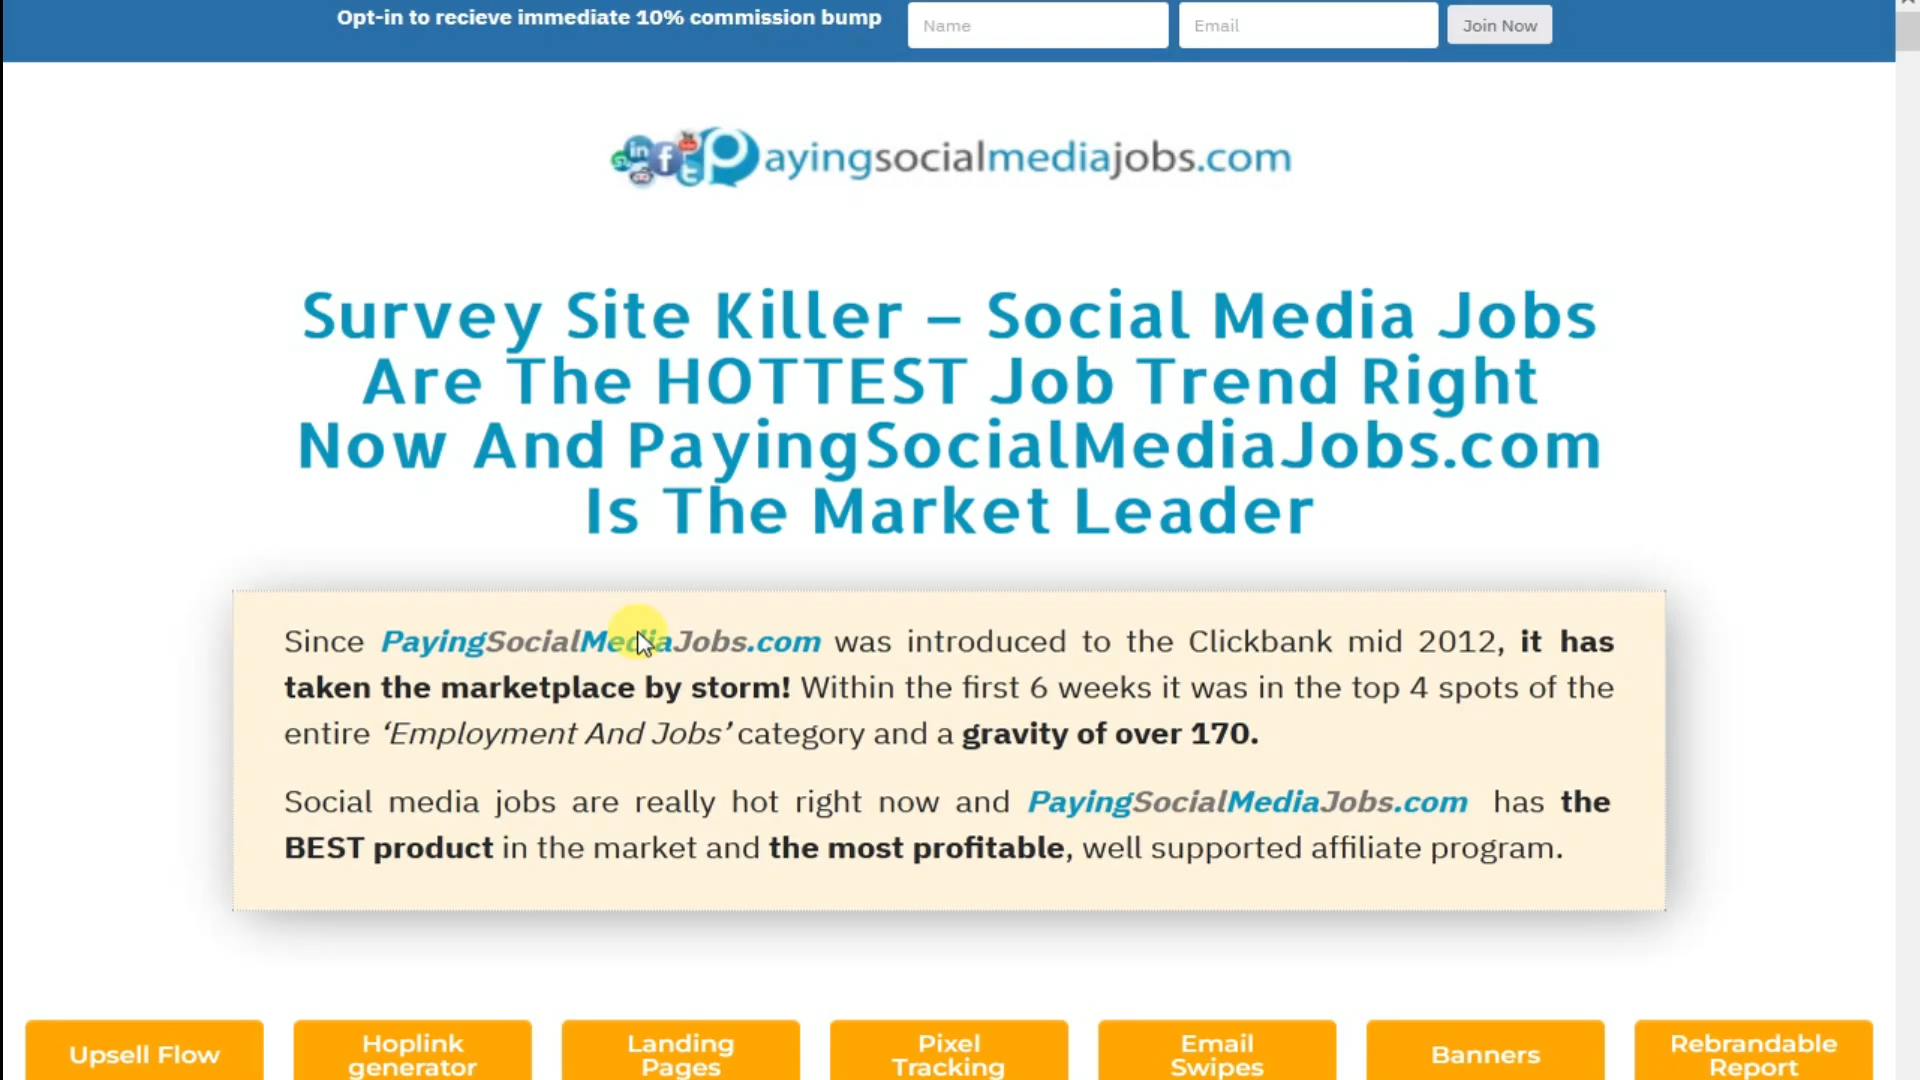 Opt-in to recieve immediate 10% commission bump Name Email Join Now
in f t Payingsocialmediajobs.com
Survey Site Killer – Social Media Jobs
Are The HOTTEST Job Trend Right
Now And PayingSocialMediaJobs.com
Is The Market Leader
Since PayingSocialMediaJobs.com was introduced to the Clickbank mid 2012, it has
taken the marketplace by storm! Within the first 6 weeks it was in the top 4 spots of the
entire ‘Employment And Jobs’ category and a gravity of over 170.
Social media jobs are really hot right now and PayingSocialMediaJobs.com has the
BEST product in the market and the most profitable, well supported affiliate program.
Upsell Flow
Hoplink
generator
Landing
Pages
Pixel
Tracking
Email
Swipes
Banners
Rebrandable
Report